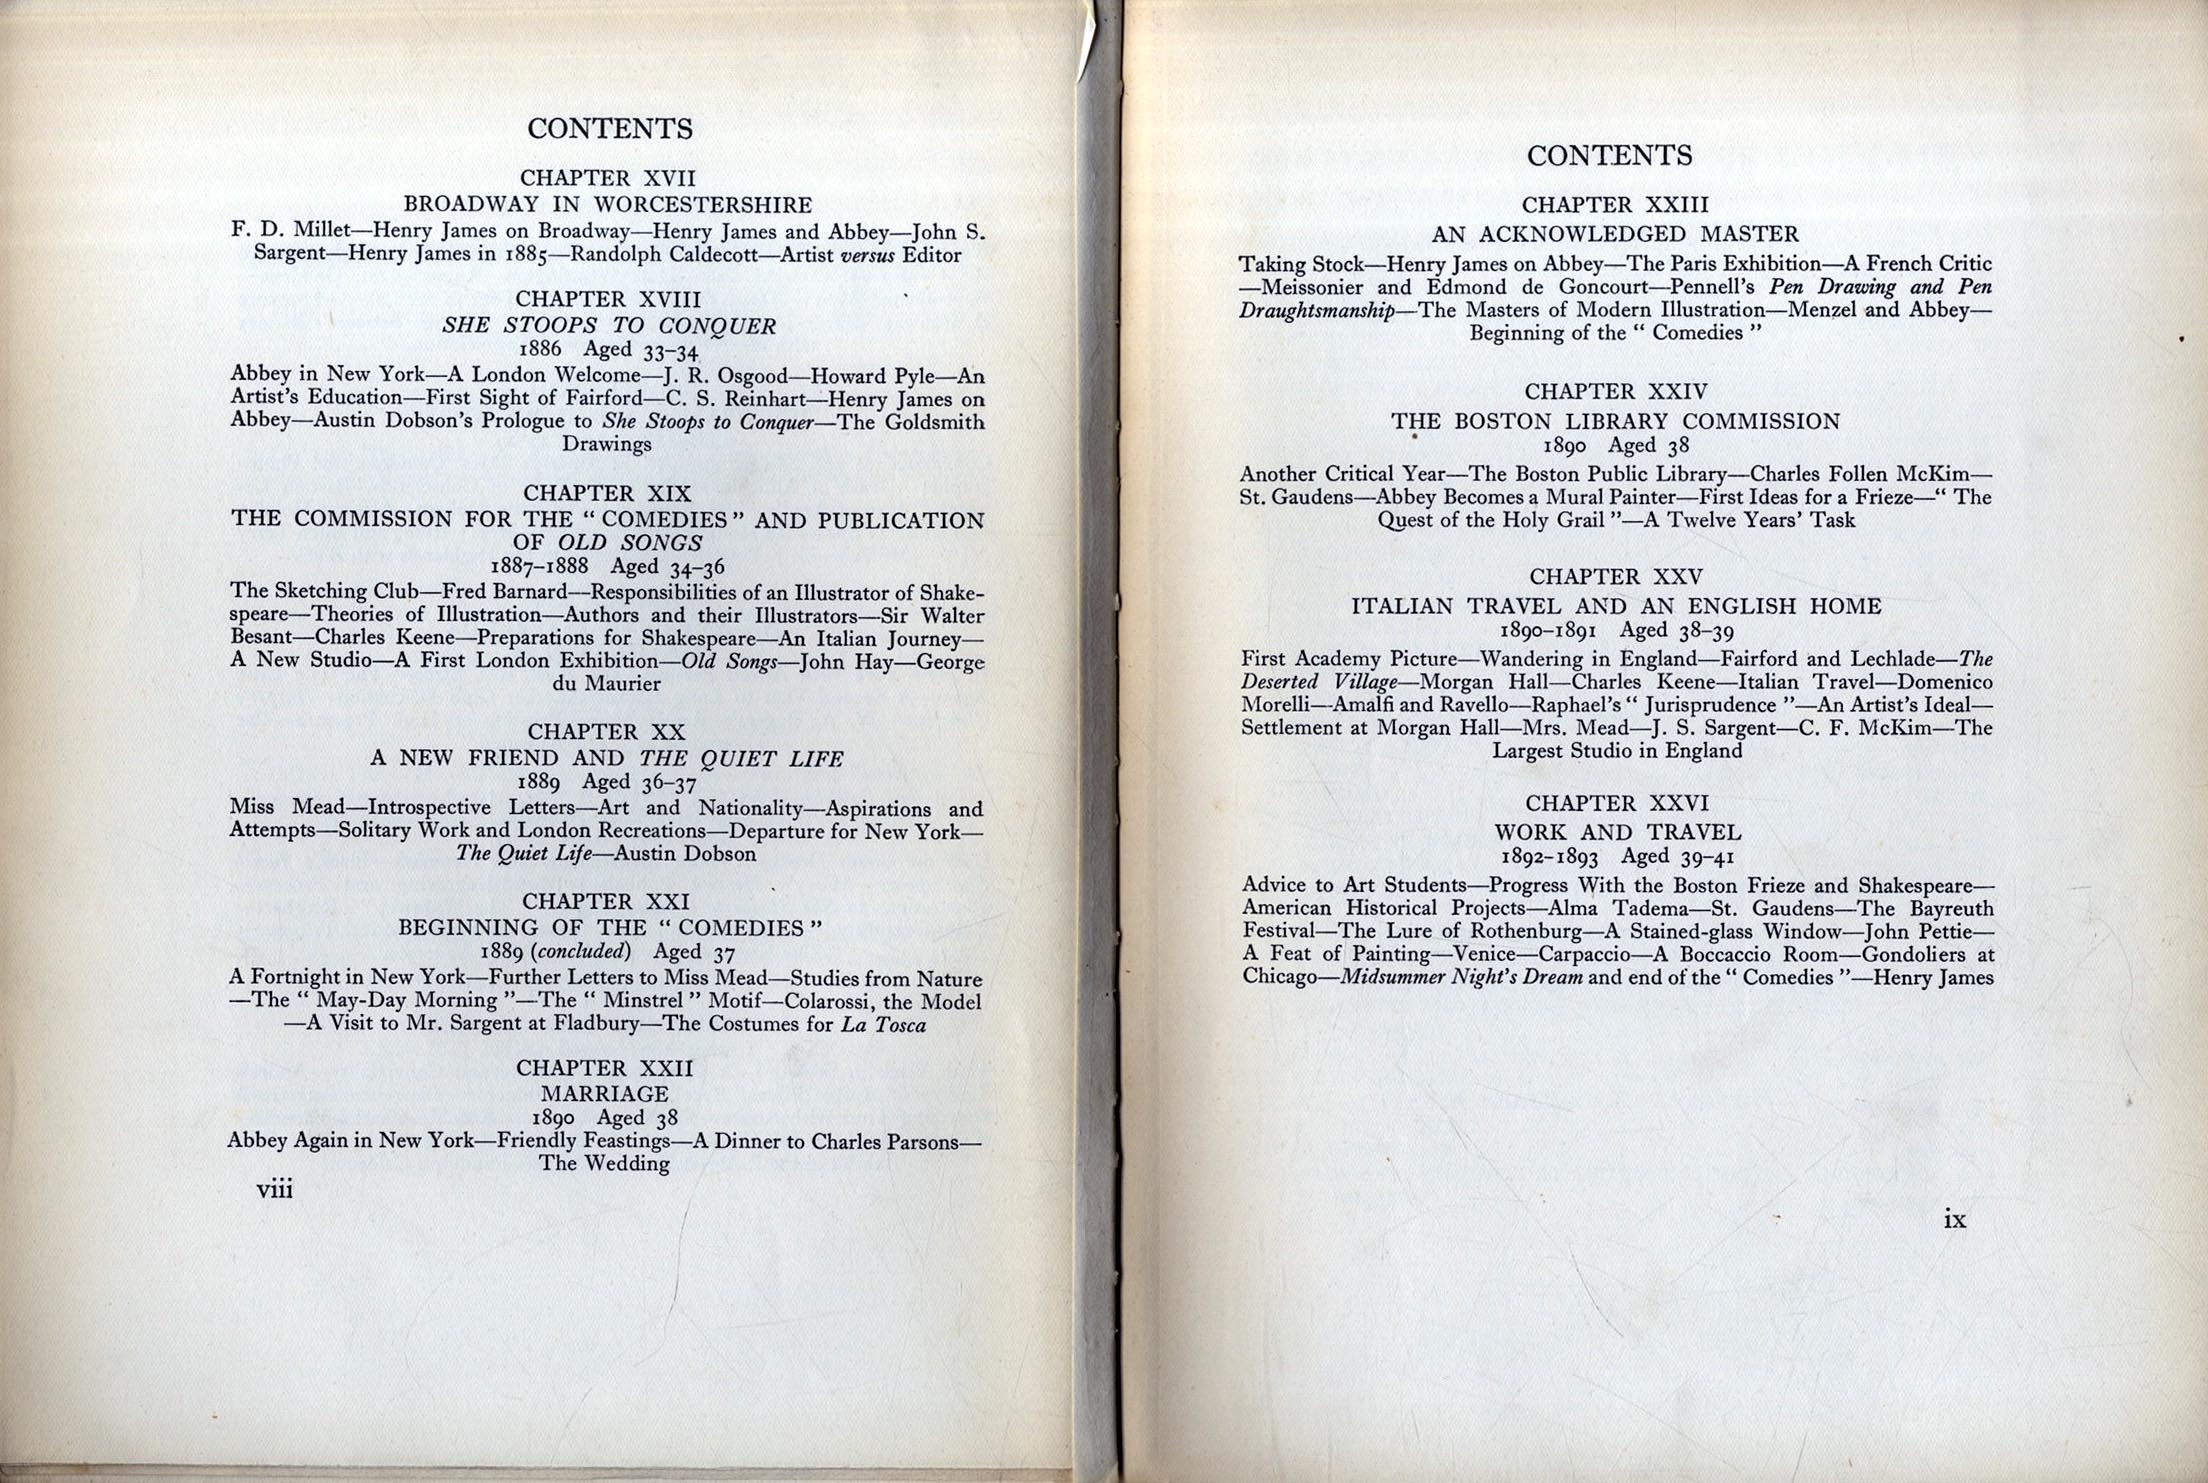 CONTENTS
CHAPTER XVII
BROADWAY IN WORCESTERSHIRE
F. D. Millet—Henry James on Broadway—Henry James and Abbey—John S.
Sargent—Henry James in 1885—Randolph Caldecott—Artist versus Editor
CHAPTER XVIII
SHE STOOPS TO CONQUER
1886 Aged 33–34
Abbey in New York—A London Welcome—J. R. Osgood—Howard Pyle—An
Artist's Education—First Sight of Fairford—C. S. Reinhart—Henry James on
Abbey—Austin Dobson's Prologue to She Stoops to Conquer—The Goldsmith
Drawings
CHAPTER XIX
THE COMMISSION FOR THE “ COMEDIES ” AND PUBLICATION
OF OLD SONGS
1887–1888 Aged 34–36
The Sketching Club—Fred Barnard—Responsibilities of an Illustrator of Shake-
speare—Theories of Illustration—Authors and their Illustrators—Sir Walter
Besant—Charles Keene—Preparations for Shakespeare—An Italian Journey—
A New Studio—A First London Exhibition—Old Songs—John Hay—George
du Maurier
CHAPTER XX
A NEW FRIEND AND THE QUIET LIFE
1889 Aged 36–37
Miss Mead—Introspective Letters—Art and Nationality—Aspirations and
Attempts—Solitary Work and London Recreations—Departure for New York—
The Quiet Life—Austin Dobson
CHAPTER XXI
BEGINNING OF THE “ COMEDIES ”
1889 (concluded) Aged 37
A Fortnight in New York—Further Letters to Miss Mead—Studies from Nature
—The “ May-Day Morning ”—The “ Minstrel ” Motif—Colarossi, the Model
—A Visit to Mr. Sargent at Fladbury—The Costumes for La Tosca
CHAPTER XXII
MARRIAGE
1890 Aged 38
Abbey Again in New York—Friendly Feastings—A Dinner to Charles Parsons—
The Wedding
viii
CONTENTS
CHAPTER XXIII
AN ACKNOWLEDGED MASTER
Taking Stock—Henry James on Abbey—The Paris Exhibition—A French Critic
—Meissonier and Edmond de Goncourt—Pennell's Pen Drawing and Pen
Draughtsmanship—The Masters of Modern Illustration—Menzel and Abbey—
Beginning of the “ Comedies ”
CHAPTER XXIV
THE BOSTON LIBRARY COMMISSION
1890 Aged 38
Another Critical Year—The Boston Public Library—Charles Follen McKim—
St. Gaudens—Abbey Becomes a Mural Painter—First Ideas for a Frieze—“ The
Quest of the Holy Grail ”—A Twelve Years' Task
CHAPTER XXV
ITALIAN TRAVEL AND AN ENGLISH HOME
1890–1891 Aged 38–39
First Academy Picture—Wandering in England—Fairford and Lechlade—The
Deserted Village—Morgan Hall—Charles Keene—Italian Travel—Domenico
Morelli—Amalfi and Ravello—Raphael's “ Jurisprudence ”—An Artist's Ideal—
Settlement at Morgan Hall—Mrs. Mead—J. S. Sargent—C. F. McKim—The
Largest Studio in England
CHAPTER XXVI
WORK AND TRAVEL
1892–1893 Aged 39–41
Advice to Art Students—Progress With the Boston Frieze and Shakespeare—
American Historical Projects—Alma Tadema—St. Gaudens—The Bayreuth
Festival—The Lure of Rothenburg—A Stained-glass Window—John Pettie—
A Feat of Painting—Venice—Carpaccio—A Boccaccio Room—Gondoliers at
Chicago—Midsummer Night's Dream and end of the “ Comedies ”—Henry James
ix